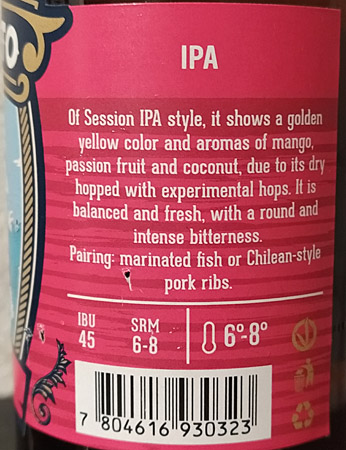 IPA
Of Session IPA style, it shows a golden
yellow color and aromas of mango,
passion fruit and coconut, due to its dry
hopped with experimental hops. It is
balanced and fresh, with a round and
intense bitterness.
Pairing: marinated fish or Chilean-style
pork ribs.
IBU SRM 6°-8°
45 6-8
7 804616 930323